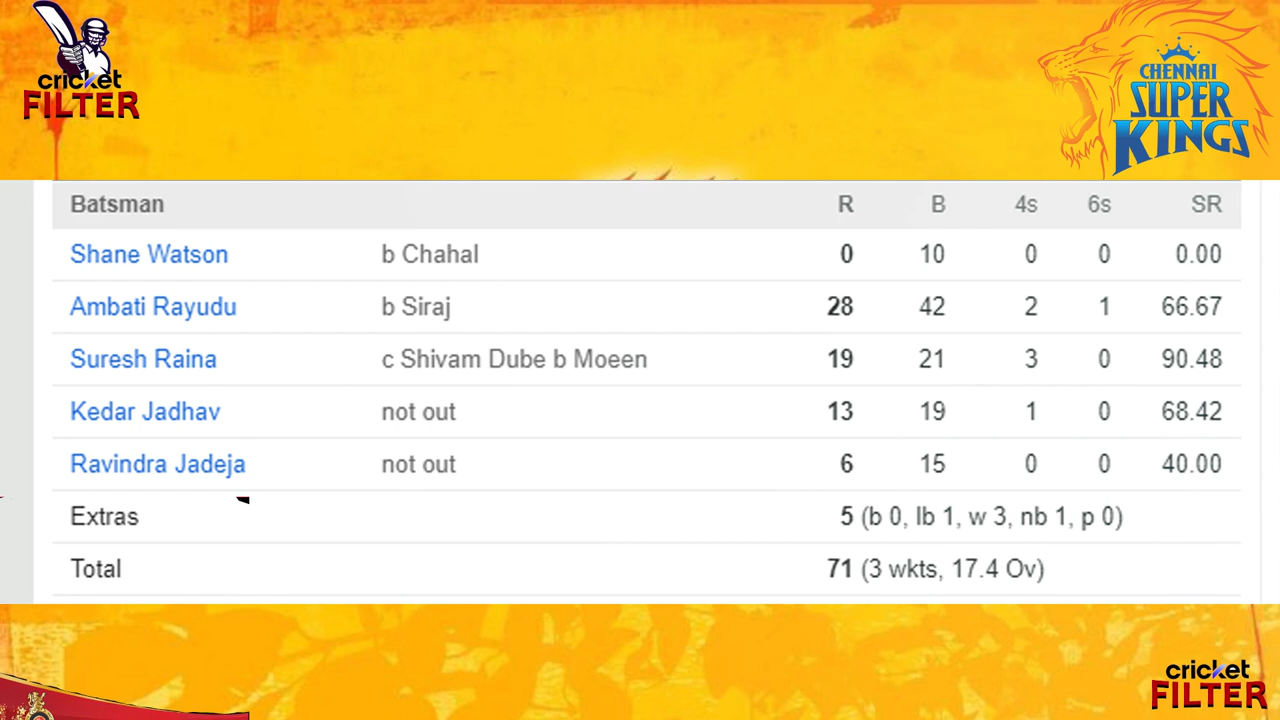 cricket
FILTER
CHENNAI
SUPER
KINGS
Batsman R B 4s 6s SR
Shane Watson b Chahal 0 10 0 0 0.00
Ambati Rayudu b Siraj 28 42 2 1 66.67
Suresh Raina c Shivam Dube b Moeen 19 21 3 0 90.48
Kedar Jadhav not out 13 19 1 0 68.42
Ravindra Jadeja not out 6 15 0 0 40.00
Extras 5 (b 0, lb 1, w 3, nb 1, p 0)
Total 71 (3 wkts, 17.4 Ov)
cricket
FILTER